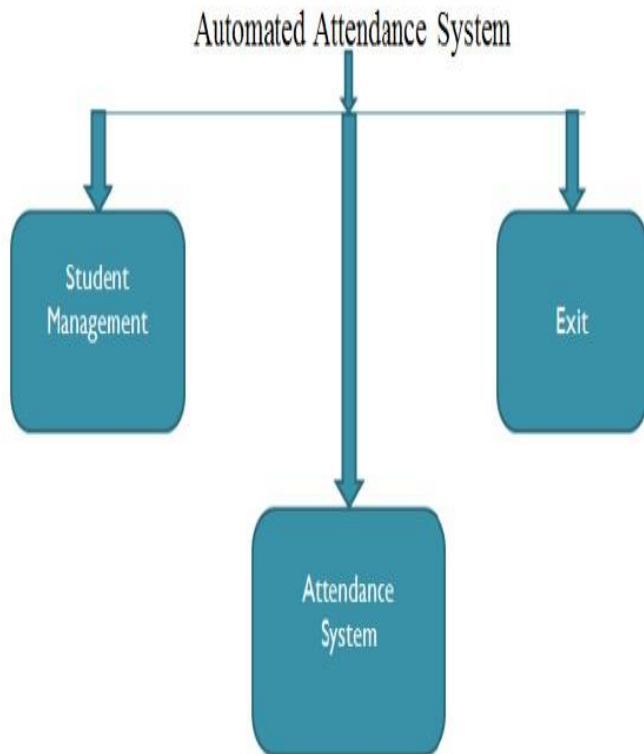 Automated Attendance System
Student
Management
Exit
Attendance
System